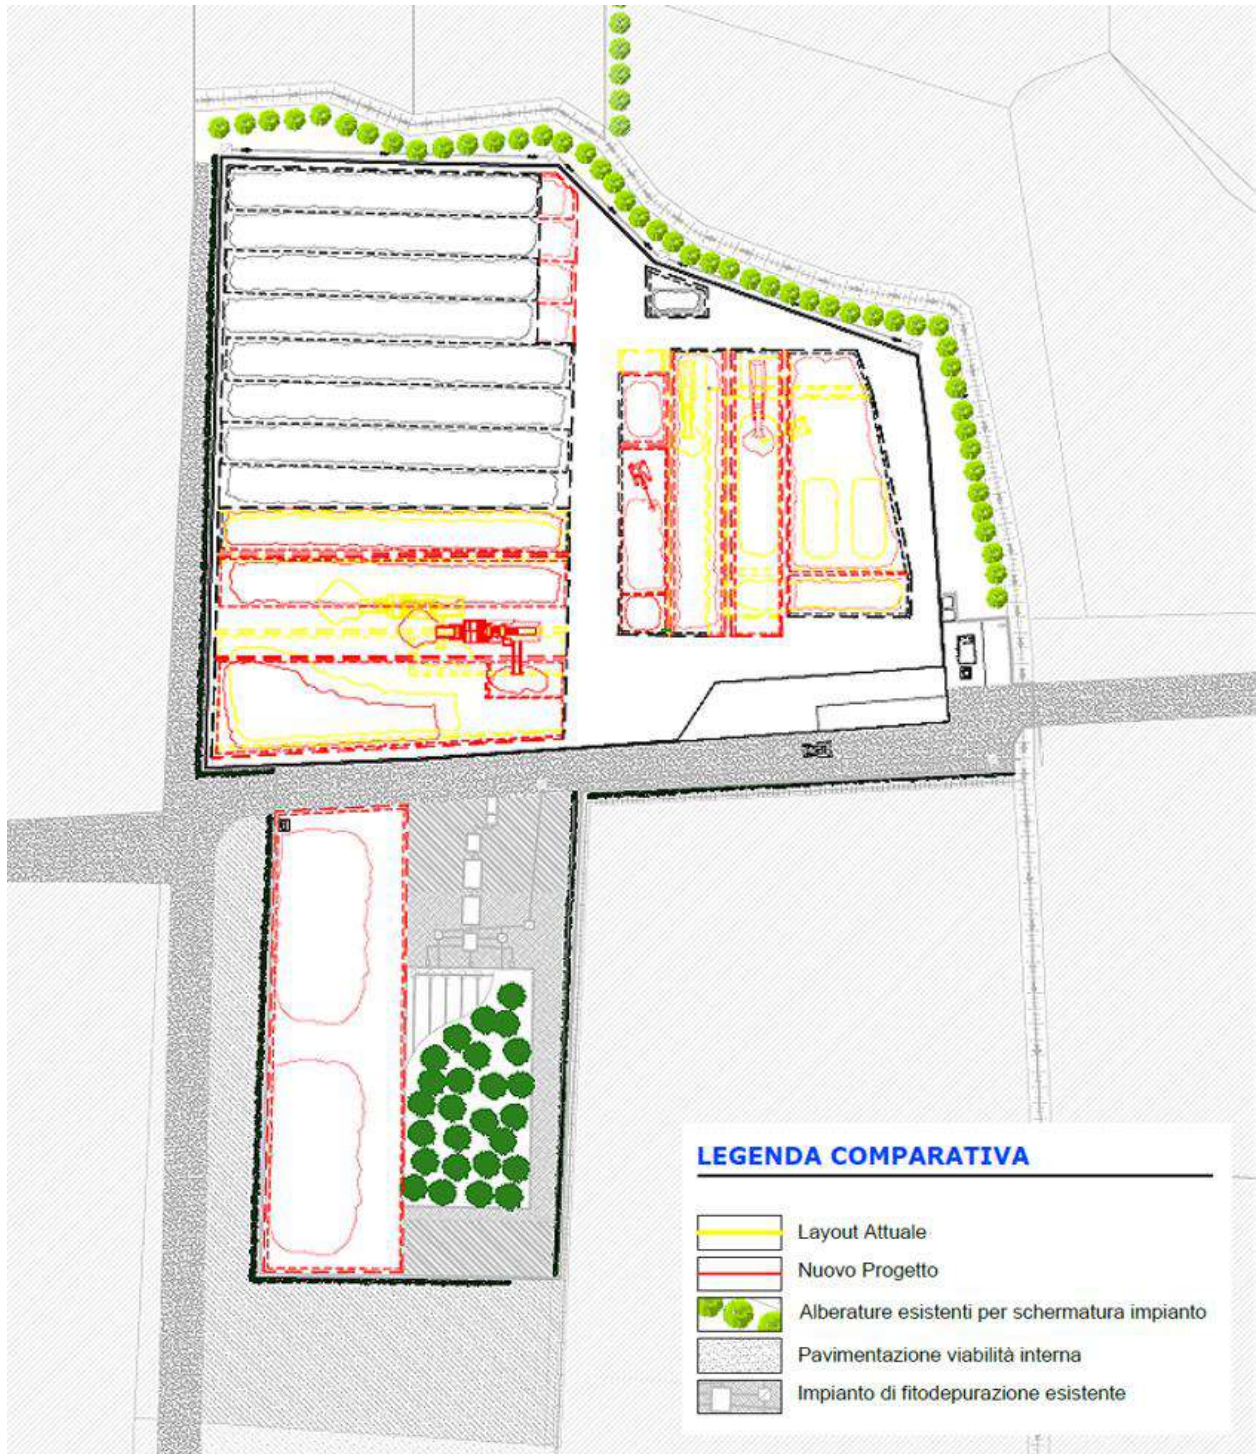 LEGENDA COMPARATIVA
Layout Attuale
Nuovo Progetto
Alberature esistenti per schermatura impianto
Pavimentazione viabilità interna
Impianto di fitodepurazione esistente